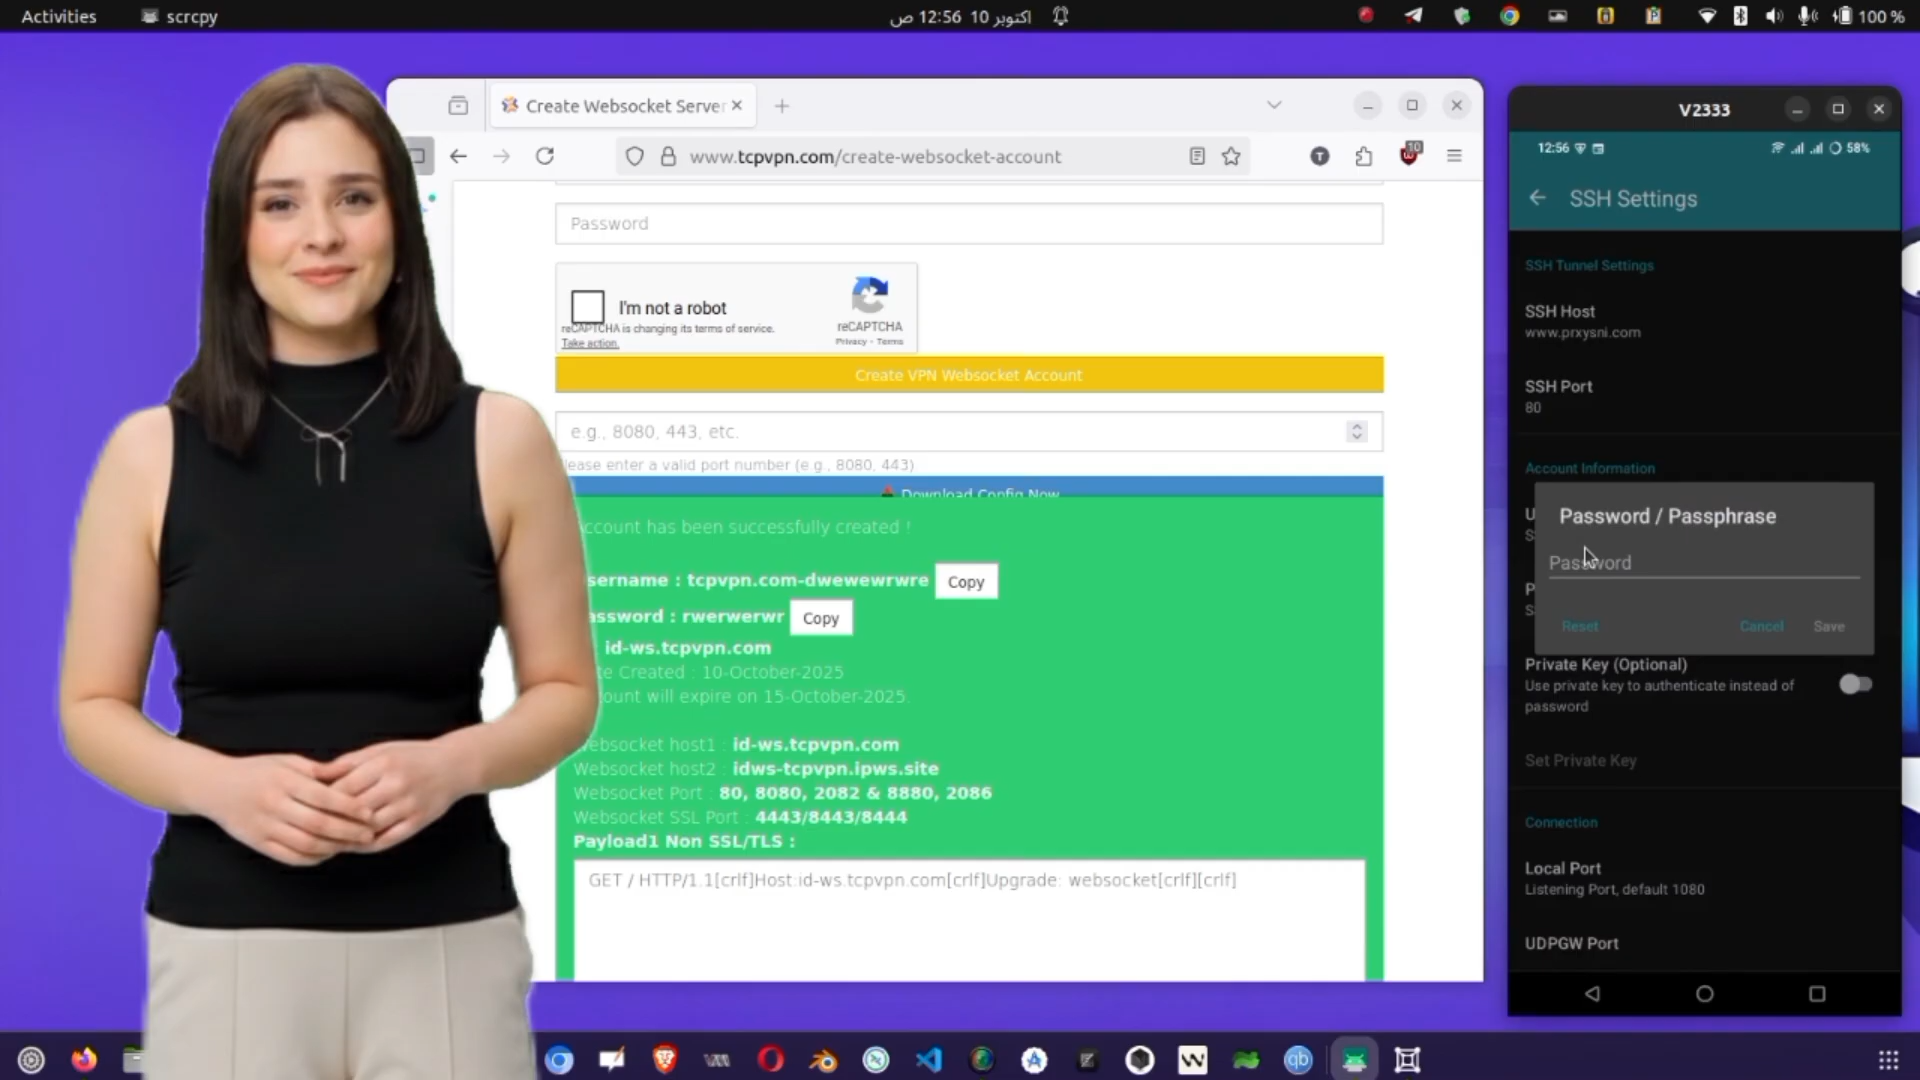 Activities
scrcpy
اكتوبر 10 12:56 ص
100 %
Create Websocket Server
www.tcpvpn.com/create-websocket-account
10
Password
I'm not a robot
reCAPTCHA is changing its terms of service.
Take action.
reCAPTCHA
Privacy - Terms
Create VPN Websocket Account
e.g., 8080, 443, etc.
lease enter a valid port number (e.g., 8080, 443)
Download Config Now
ccount has been successfully created !
sername : tcpvpn.com-dwewewrwre
Copy
assword : rwerwerwr
Copy
: id-ws.tcpvpn.com
te Created : 10-October-2025
ount will expire on 15-October-2025.
ebsocket host1 : id-ws.tcpvpn.com
Websocket host2 : idws-tcpvpn.ipws.site
Websocket Port : 80, 8080, 2082 & 8880, 2086
Websocket SSL Port : 4443/8443/8444
Payload1 Non SSL/TLS :
GET / HTTP/1.1[crlf]Host:id-ws.tcpvpn.com[crlf]Upgrade: websocket[crlf][crlf]
V2333
12:56
58%
SSH Settings
SSH Tunnel Settings
SSH Host
www.prxysni.com
SSH Port
80
Account Information
Password / Passphrase
Password
Reset
Cancel
Save
Private Key (Optional)
Use private key to authenticate instead of
password
Set Private Key
Connection
Local Port
Listening Port, default 1080
UDPGW Port